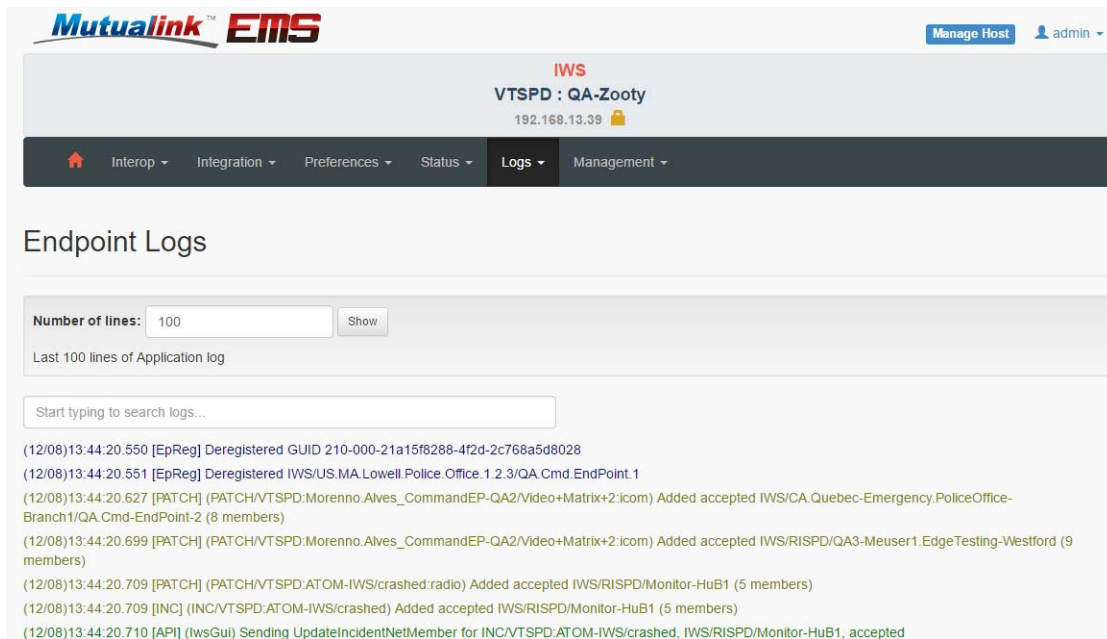 Mutualink™ EMS
Manage Host admin
IWS
VTSPD : QA-Zooty
192.168.13.39
Interop Integration Preferences Status Logs Management
Endpoint Logs
Number of lines: 100 Show
Last 100 lines of Application log
Start typing to search logs...
(12/08)13:44:20.550 [EpReg] Deregistered GUID 210-000-21a15f8288-4f2d-2c768a5d8028
(12/08)13:44:20.551 [EpReg] Deregistered IWS/US.MA.Lowell.Police.Office.1.2.3/QA.Cmd.EndPoint.1
(12/08)13:44:20.627 [PATCH] (PATCH/VTSPD:Morenno.Alves_CommandEP-QA2/Video+Matrix+2:icom) Added accepted IWS/CA.Quebec-Emergency.PoliceOffice-
Branch1/QA.Cmd-EndPoint-2 (8 members)
(12/08)13:44:20.699 [PATCH] (PATCH/VTSPD:Morenno.Alves_CommandEP-QA2/Video+Matrix+2:icom) Added accepted IWS/RISPD/QA3-Meuser1.EdgeTesting-Westford (9
members)
(12/08)13:44:20.709 [PATCH] (PATCH/VTSPD:ATOM-IWS/crashed:radio) Added accepted IWS/RISPD/Monitor-HuB1 (5 members)
(12/08)13:44:20.709 [INC] (INC/VTSPD:ATOM-IWS/crashed) Added accepted IWS/RISPD/Monitor-HuB1 (5 members)
(12/08)13:44:20.710 [API] (IwsGui) Sending UpdateIncidentNetMember for INC/VTSPD:ATOM-IWS/crashed, IWS/RISPD/Monitor-HuB1, accepted